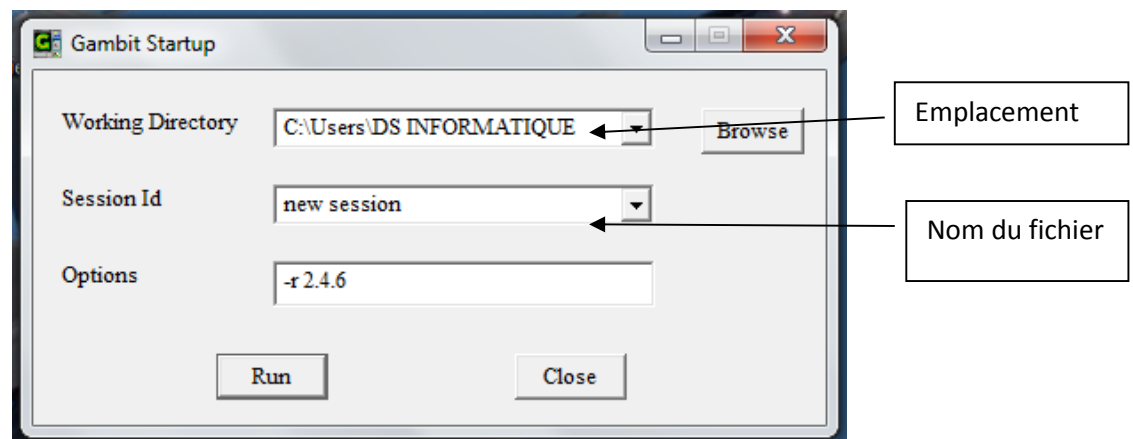 Gambit Startup
Working Directory
C:\Users\DS INFORMATIQUE
Browse
Emplacement
Session Id
new session
Nom du fichier
Options
-r 2.4.6
Run
Close